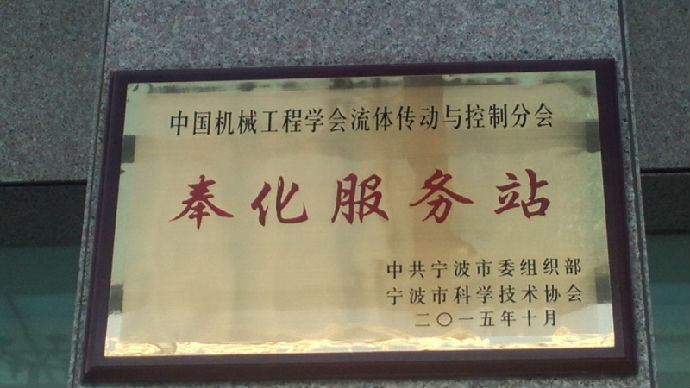 中国机械工程学会流体传动与控制分会
奉化服务站
中共宁波市委组织部
宁波市科学技术协会
二〇一五年十月